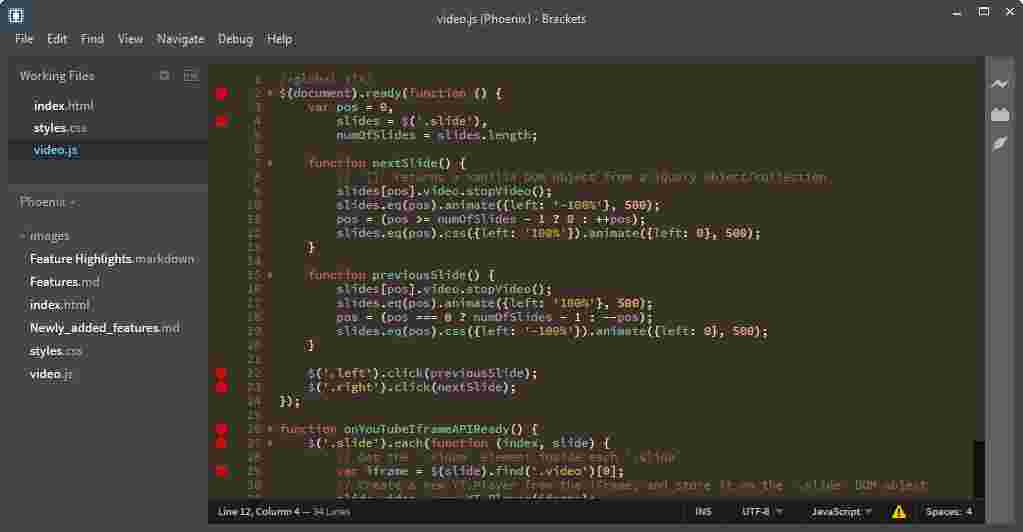 video.js (Phoenix) - Brackets
File Edit Find View Navigate Debug Help
Working Files
index.html
styles.css
video.js
Phoenix
images
Feature Highlights.markdown
Features.md
index.html
Newly_added_features.md
styles.css
video.js
1 /*global $*/
2 $(document).ready(function () {
3 var pos = 0,
4 slides = $('.slide'),
5 numOfSlides = slides.length;
6
7 function nextSlide() {
8 // returns a vanilla DOM object from a jQuery object/collection
9 slides[pos].video.stopVideo();
10 slides.eq(pos).animate({left: '-100%'}, 500);
11 pos = (pos >= numOfSlides - 1 ? 0 : ++pos);
12 slides.eq(pos).css({left: '100%'}).animate({left: 0}, 500);
13 }
14
15 function previousSlide() {
16 slides[pos].video.stopVideo();
17 slides.eq(pos).animate({left: '100%'}, 500);
18 pos = (pos === 0 ? numOfSlides - 1 : --pos);
19 slides.eq(pos).css({left: '-100%'}).animate({left: 0}, 500);
20 }
21
22 $('.left').click(previousSlide);
23 $('.right').click(nextSlide);
24 });
25
26 function onYouTubeIframeAPIReady() {
27 $('.slide').each(function (index, slide) {
28 // Get the `.video` element inside each `.slide`
29 var iframe = $(slide).find('.video')[0];
30 // Create a new YT.Player from the iFrame, and store it on the `.slide` DOM object
Line 12, Column 4 — 34 Lines
INS UTF-8 JavaScript Spaces: 4